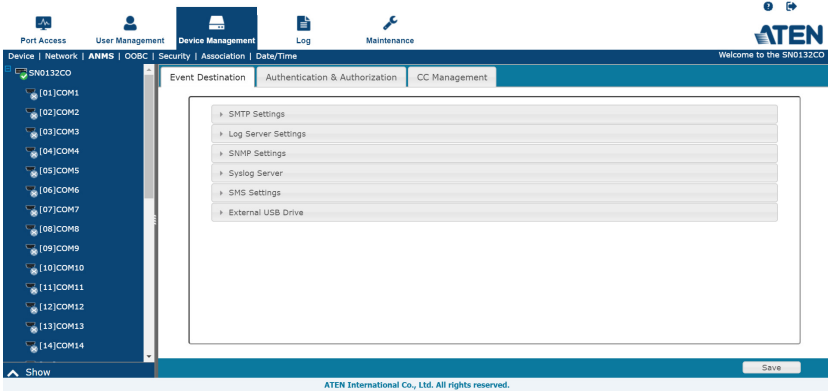 Port Access User Management Device Management Log Maintenance
ATEN
Device | Network | ANMS | OOBC | Security | Association | Date/Time
Welcome to the SN0132CO
SN0132CO
[01]COM1
[02]COM2
[03]COM3
[04]COM4
[05]COM5
[06]COM6
[07]COM7
[08]COM8
[09]COM9
[10]COM10
[11]COM11
[12]COM12
[13]COM13
[14]COM14
Show
Event Destination Authentication & Authorization CC Management
SMTP Settings
Log Server Settings
SNMP Settings
Syslog Server
SMS Settings
External USB Drive
Save
ATEN International Co., Ltd. All rights reserved.